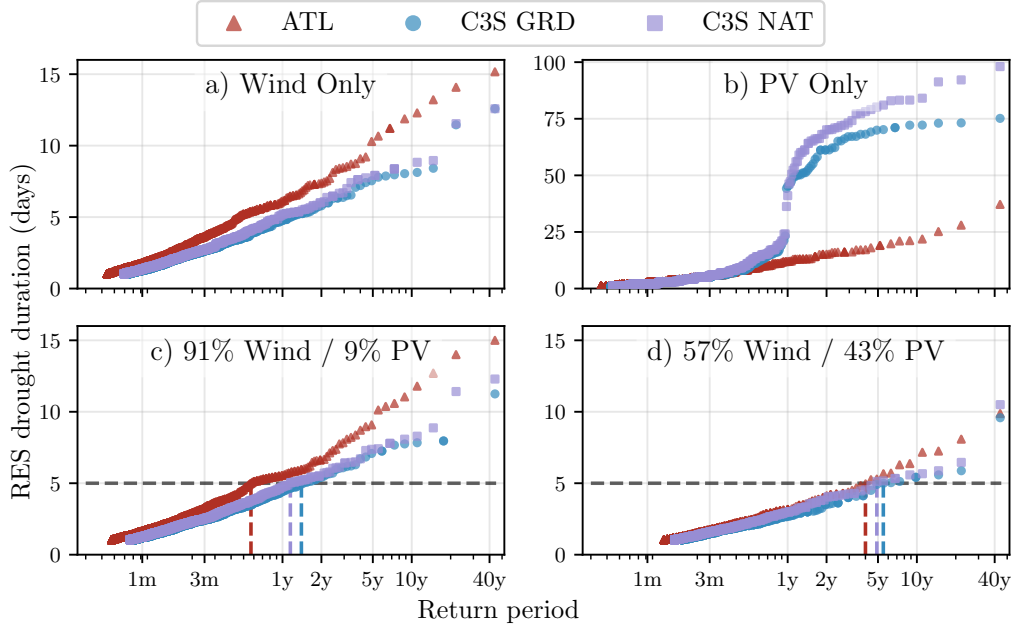 ATL C3S GRD C3S NAT
a) Wind Only
b) PV Only
15
10
5
0
100
75
50
25
0
c) 91% Wind / 9% PV
d) 57% Wind / 43% PV
15
10
5
0
15
10
5
0
1m 3m 1y 2y 5y 10y 40y
1m 3m 1y 2y 5y 10y 40y
RES drought duration (days)
Return period